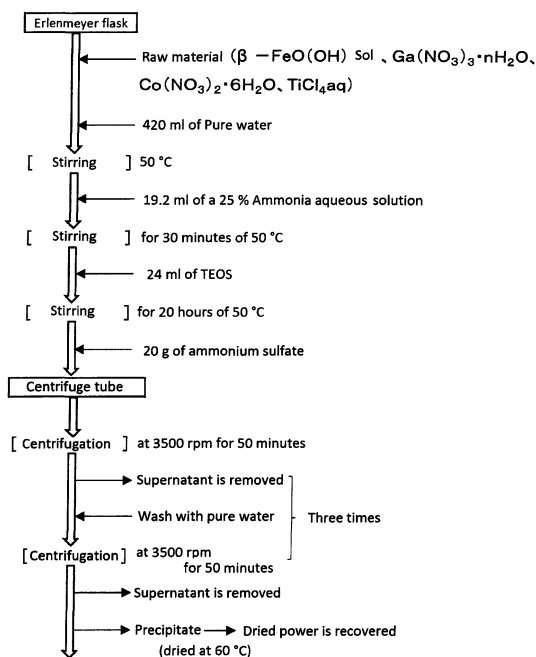 Erlenmeyer flask
Raw material (β −FeO(OH) Sol 、Ga(NO₃)₃・nH₂O、
Co(NO₃)₂・6H₂O、TiCl₄aq)
420 ml of Pure water
[ Stirring ] 50 °C
19.2 ml of a 25 % Ammonia aqueous solution
[ Stirring ] for 30 minutes of 50 °C
24 ml of TEOS
[ Stirring ] for 20 hours of 50 °C
20 g of ammonium sulfate
Centrifuge tube
[ Centrifugation ] at 3500 rpm for 50 minutes
Supernatant is removed
Wash with pure water
Three times
[Centrifugation] at 3500 rpm
for 50 minutes
Supernatant is removed
Precipitate Dried power is recovered
(dried at 60 °C)